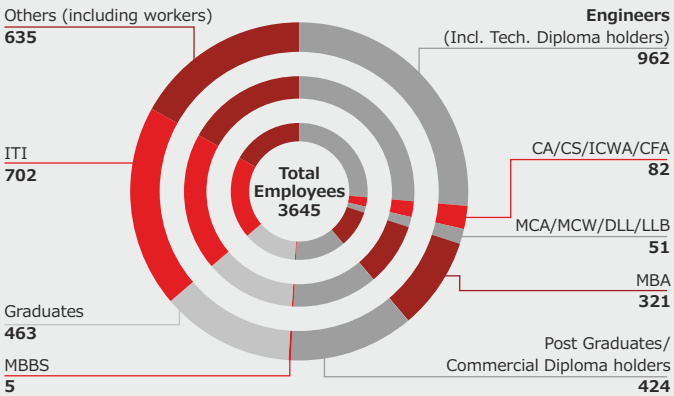 Others (including workers)
635
Engineers
(Incl. Tech. Diploma holders)
962
ITI
702
Total
Employees
3645
CA/CS/ICWA/CFA
82
MCA/MCW/DLL/LLB
51
MBA
321
Graduates
463
Post Graduates/
Commercial Diploma holders
424
MBBS
5